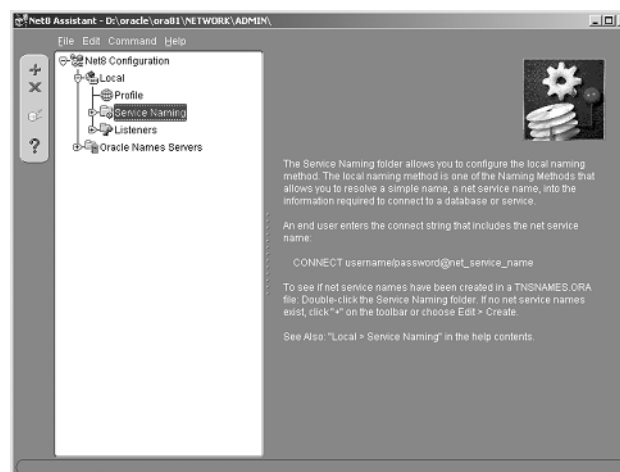 Net8 Assistant - D:\oracle\ora81\NETWORK\ADMIN\
File Edit Command Help
Net8 Configuration
Local
Profile
Service Naming
Listeners
Oracle Names Servers
The Service Naming folder allows you to configure the local naming
method. The local naming method is one of the Naming Methods that
allows you to resolve a simple name, a net service name, into the
information required to connect to a database or service.
An end user enters the connect string that includes the net service
name:
CONNECT username/password@net_service_name
To see if net service names have been created in a TNSNAMES.ORA
file: Double-click the Service Naming folder. If no net service names
exist, click "+" on the toolbar or choose Edit > Create.
See Also: "Local > Service Naming" in the help contents.